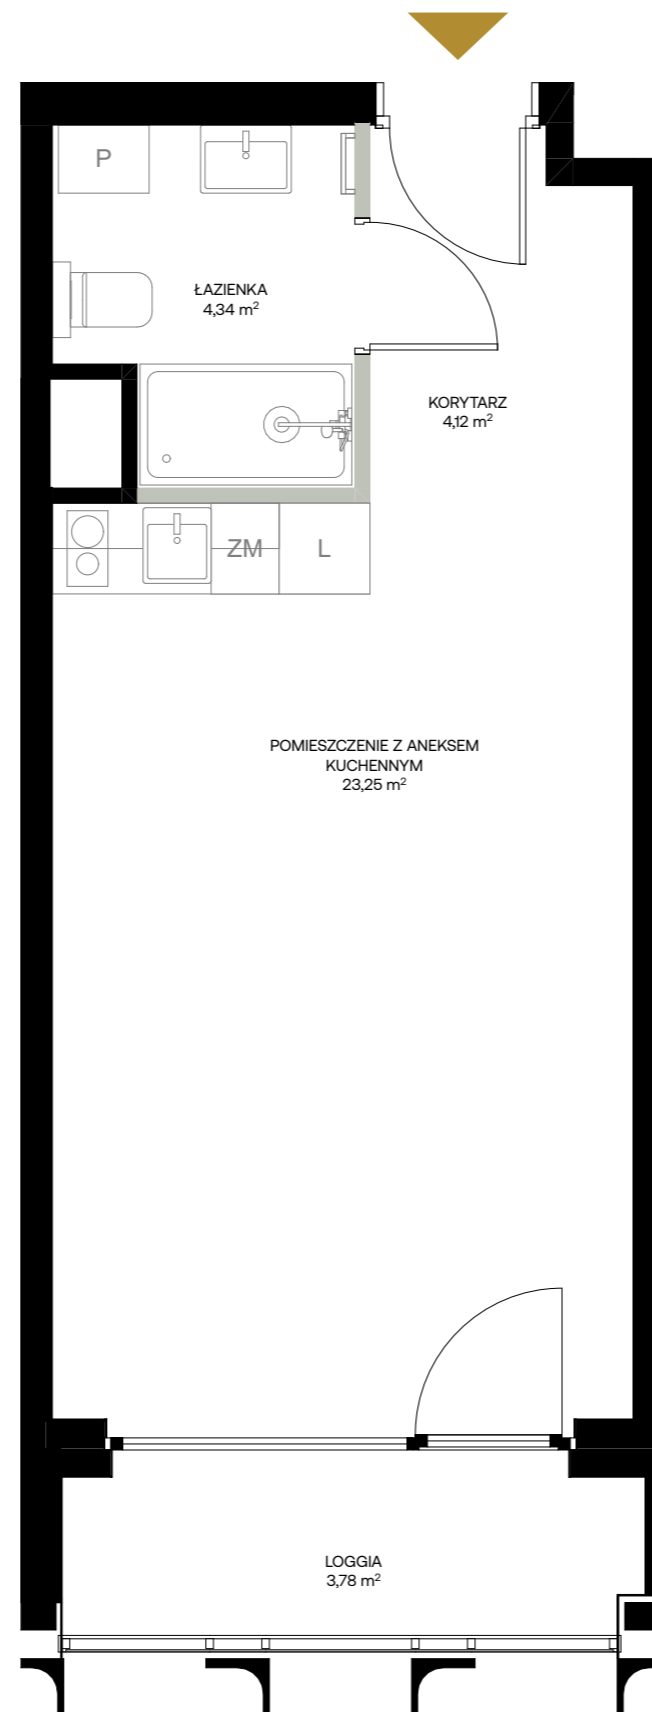 P
ŁAZIENKA
4,34 m²
KORYTARZ
4,12 m²
ZM
L
POMIESZCZENIE Z ANEKSEM
KUCHENNYM
23,25 m²
LOGGIA
3,78 m²